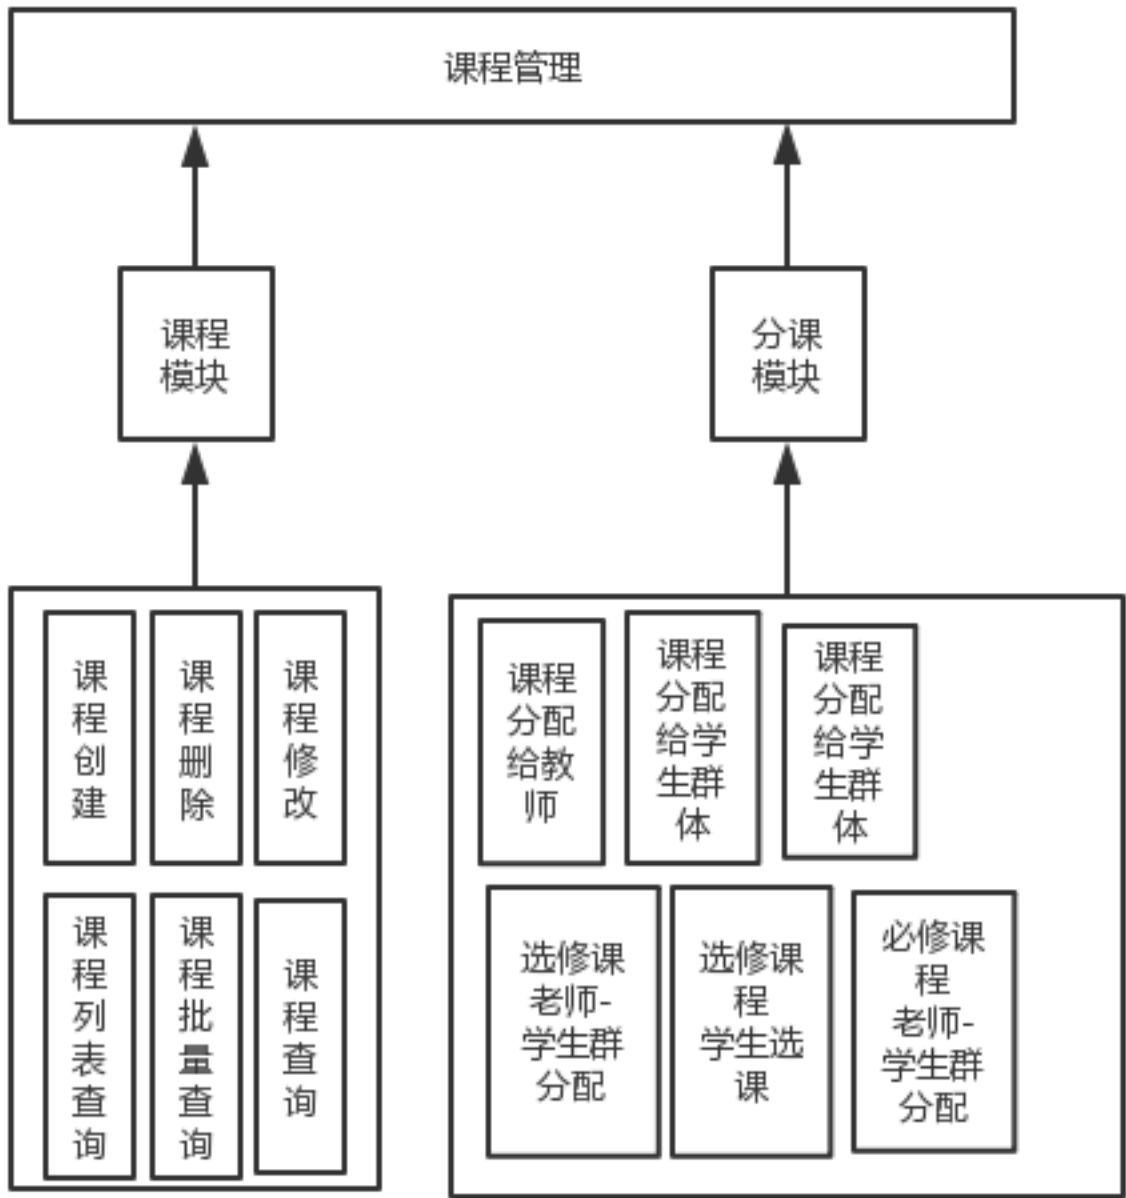 课程管理
课程
模块
分课
模块
课
程
创
建
课
程
删
除
课
程
修
改
课
程
列
表
查
询
课
程
批
量
查
询
课
程
查
询
课程
分配
给教
师
课程
分配
给学
生群
体
课程
分配
给学
生群
体
选修课
老师-
学生群
分配
选修课
程
学生选
课
必修课
程
老师-
学生群
分配